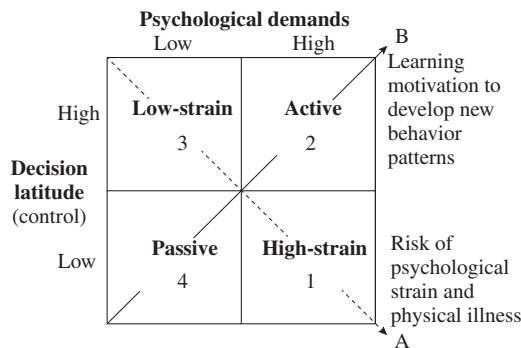 Psychological demands
Low High
B
Learning
motivation to
develop new
behavior
patterns
High
Low-strain Active
3 2
Decision
latitude
(control)
Low
Passive High-strain
4 1
Risk of
psychological
strain and
physical illness
A